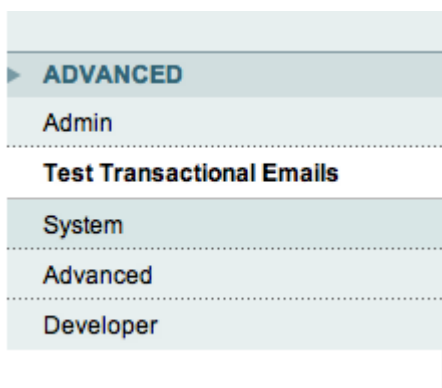 ADVANCED
Admin
Test Transactional Emails
System
Advanced
Developer